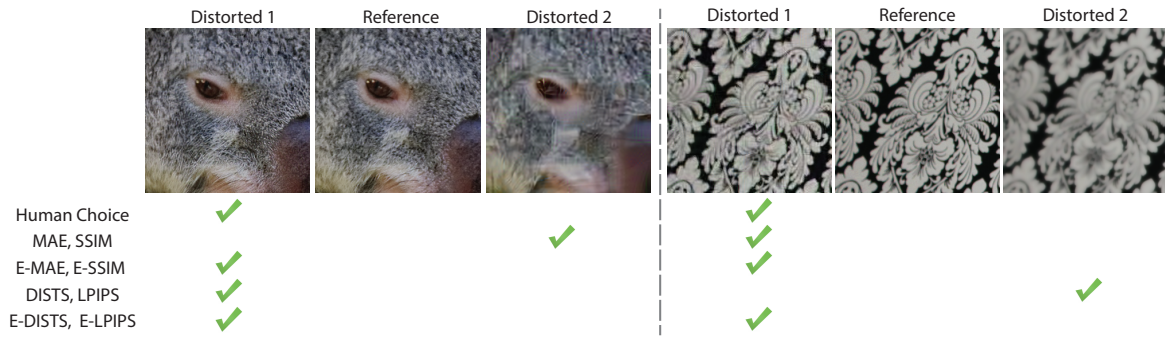 Distorted 1 Reference Distorted 2 Distorted 1 Reference Distorted 2
Human Choice
MAE, SSIM
E-MAE, E-SSIM
DISTS, LPIPS
E-DISTS, E-LPIPS